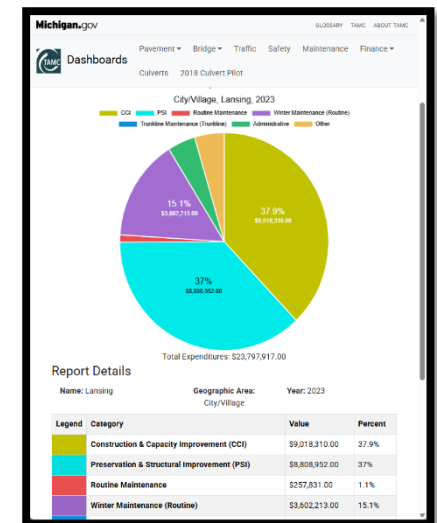 Michigan.gov GLOSSARY TAMC ABOUT TAMC
TAMC Dashboards Pavement Bridge Traffic Safety Maintenance Finance
Culverts 2018 Culvert Pilot
City/Village, Lansing, 2023
CCI PSI Routine Maintenance Winter Maintenance (Routine)
Trunkline Maintenance (Trunkline) Administrative Other
15.1%
$3,602,213.00
37.9%
$9,018,310.00
37%
$8,808,952.00
Total Expenditures: $23,797,917.00
Report Details
Name: Lansing Geographic Area: Year: 2023
City/Village
Legend Category Value Percent
Construction & Capacity Improvement (CCI) $9,018,310.00 37.9%
Preservation & Structural Improvement (PSI) $8,808,952.00 37%
Routine Maintenance $257,831.00 1.1%
Winter Maintenance (Routine) $3,602,213.00 15.1%